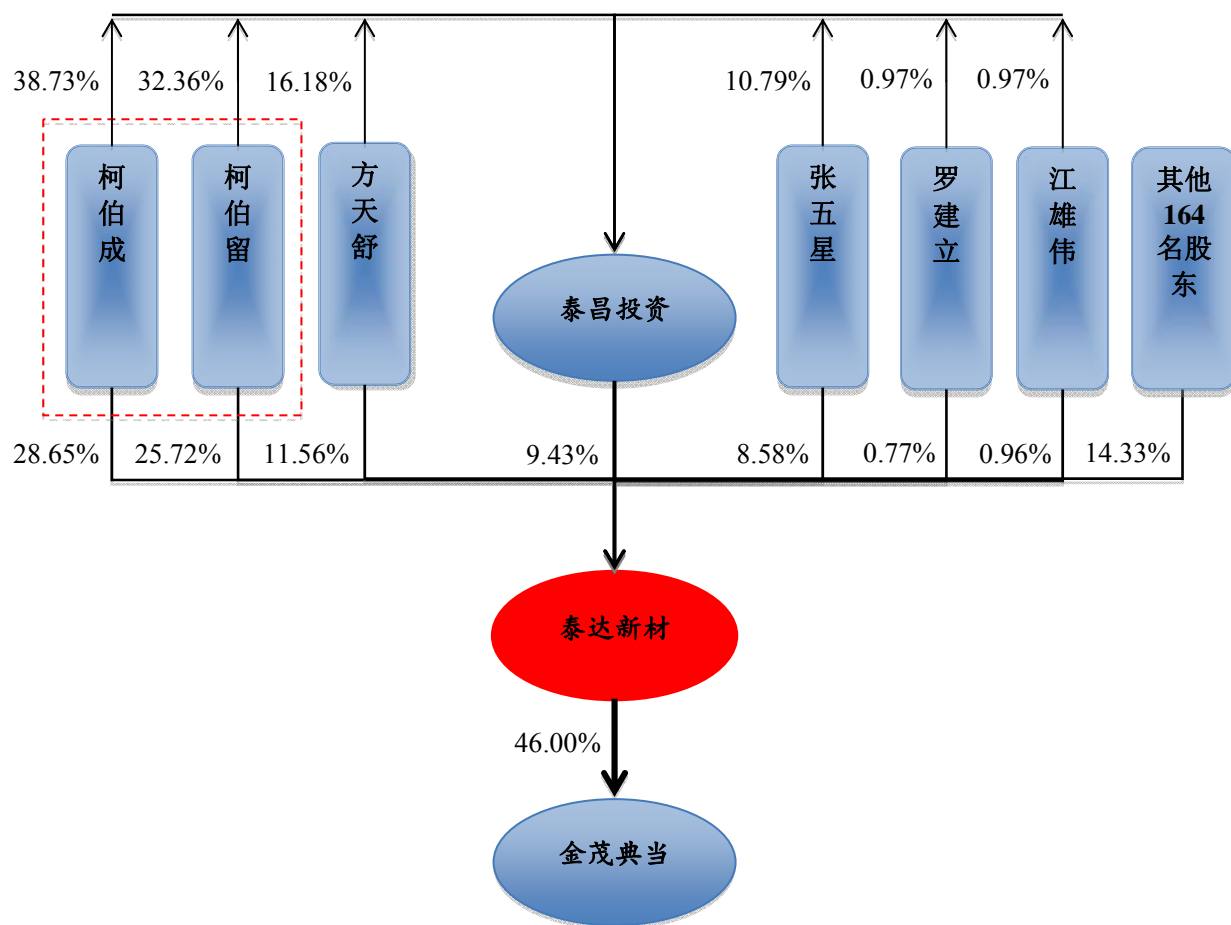 38.73%
32.36%
16.18%
10.79%
0.97%
0.97%
柯伯成
柯伯留
方天舒
张五星
罗建立
江雄伟
其他
164
名股
东
泰昌投资
28.65%
25.72%
11.56%
9.43%
8.58%
0.77%
0.96%
14.33%
泰达新材
46.00%
金茂典当